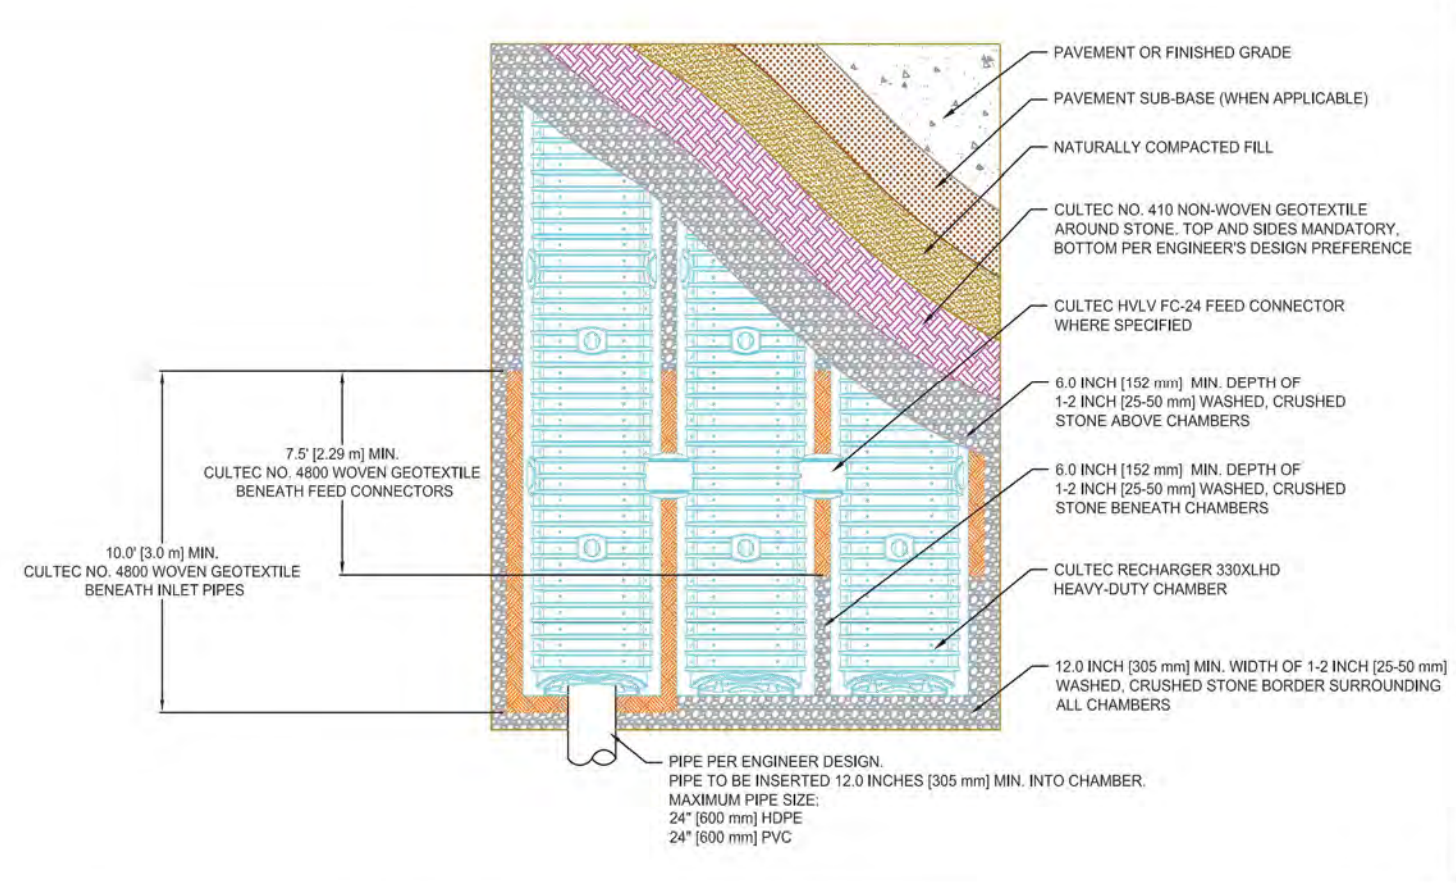 PAVEMENT OR FINISHED GRADE
PAVEMENT SUB-BASE (WHEN APPLICABLE)
NATURALLY COMPACTED FILL
CULTEC NO. 410 NON-WOVEN GEOTEXTILE
AROUND STONE. TOP AND SIDES MANDATORY,
BOTTOM PER ENGINEER'S DESIGN PREFERENCE
CULTEC HVLV FC-24 FEED CONNECTOR
WHERE SPECIFIED
6.0 INCH [152 mm] MIN. DEPTH OF
1-2 INCH [25-50 mm] WASHED, CRUSHED
STONE ABOVE CHAMBERS
6.0 INCH [152 mm] MIN. DEPTH OF
1-2 INCH [25-50 mm] WASHED, CRUSHED
STONE BENEATH CHAMBERS
CULTEC RECHARGER 330XLHD
HEAVY-DUTY CHAMBER
12.0 INCH [305 mm] MIN. WIDTH OF 1-2 INCH [25-50 mm]
WASHED, CRUSHED STONE BORDER SURROUNDING
ALL CHAMBERS
7.5' [2.29 m] MIN.
CULTEC NO. 4800 WOVEN GEOTEXTILE
BENEATH FEED CONNECTORS
10.0' [3.0 m] MIN.
CULTEC NO. 4800 WOVEN GEOTEXTILE
BENEATH INLET PIPES
PIPE PER ENGINEER DESIGN.
PIPE TO BE INSERTED 12.0 INCHES [305 mm] MIN. INTO CHAMBER.
MAXIMUM PIPE SIZE:
24" [600 mm] HDPE
24" [600 mm] PVC